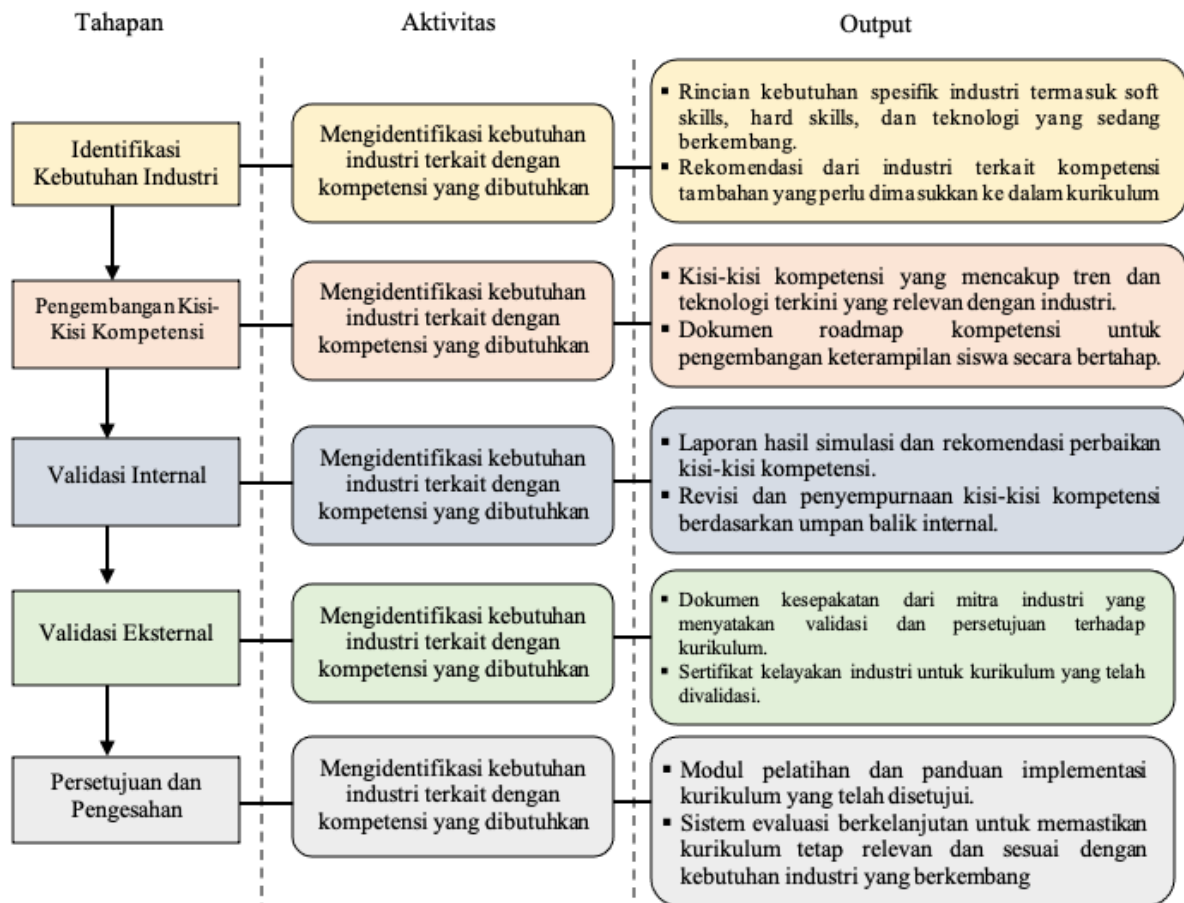 Tahapan
Aktivitas
Output
Identifikasi
Kebutuhan Industri
Mengidentifikasi kebutuhan
industri terkait dengan
kompetensi yang dibutuhkan
▪ Rincian kebutuhan spesifik industri termasuk soft
skills, hard skills, dan teknologi yang sedang
berkembang.
▪ Rekomendasi dari industri terkait kompetensi
tambahan yang perlu dimasukkan ke dalam kurikulum
Pengembangan Kisi-
Kisi Kompetensi
Mengidentifikasi kebutuhan
industri terkait dengan
kompetensi yang dibutuhkan
▪ Kisi-kisi kompetensi yang mencakup tren dan
teknologi terkini yang relevan dengan industri.
▪ Dokumen roadmap kompetensi untuk
pengembangan keterampilan siswa secara bertahap.
Validasi Internal
Mengidentifikasi kebutuhan
industri terkait dengan
kompetensi yang dibutuhkan
▪ Laporan hasil simulasi dan rekomendasi perbaikan
kisi-kisi kompetensi.
▪ Revisi dan penyempurnaan kisi-kisi kompetensi
berdasarkan umpan balik internal.
Validasi Eksternal
Mengidentifikasi kebutuhan
industri terkait dengan
kompetensi yang dibutuhkan
▪ Dokumen kesepakatan dari mitra industri yang
menyatakan validasi dan persetujuan terhadap
kurikulum.
▪ Sertifikat kelayakan industri untuk kurikulum yang telah
divalidasi.
Persetujuan dan
Pengesahan
Mengidentifikasi kebutuhan
industri terkait dengan
kompetensi yang dibutuhkan
▪ Modul pelatihan dan panduan implementasi
kurikulum yang telah disetujui.
▪ Sistem evaluasi berkelanjutan untuk memastikan
kurikulum tetap relevan dan sesuai dengan
kebutuhan industri yang berkembang